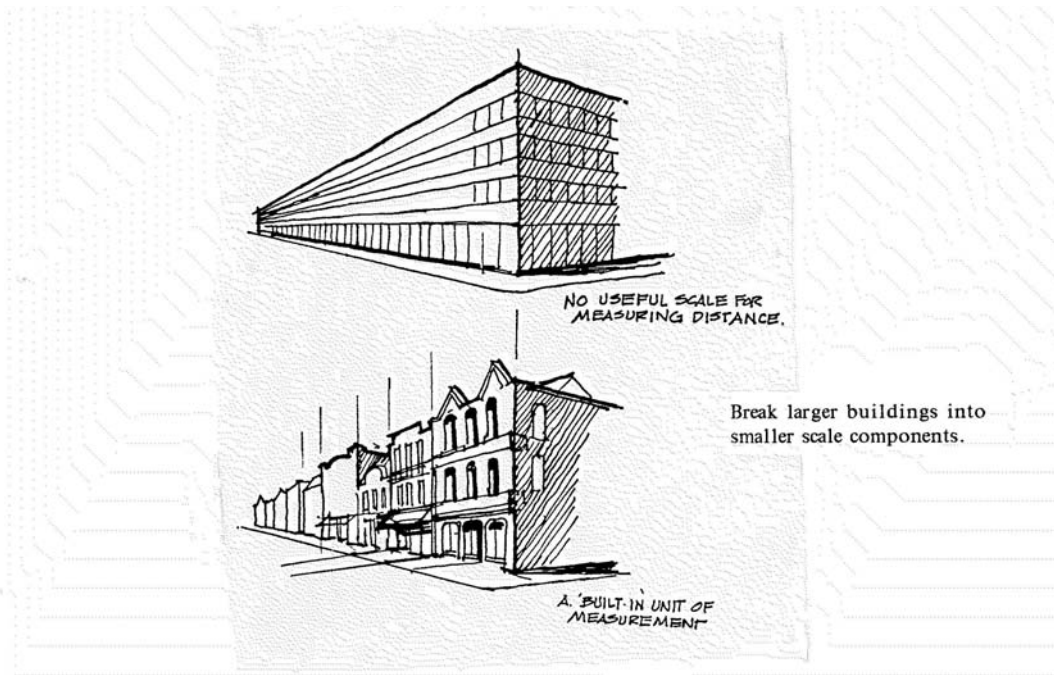 NO USEFUL SCALE FOR
MEASURING DISTANCE.
Break larger buildings into
smaller scale components.
A 'BUILT-IN' UNIT OF
MEASUREMENT